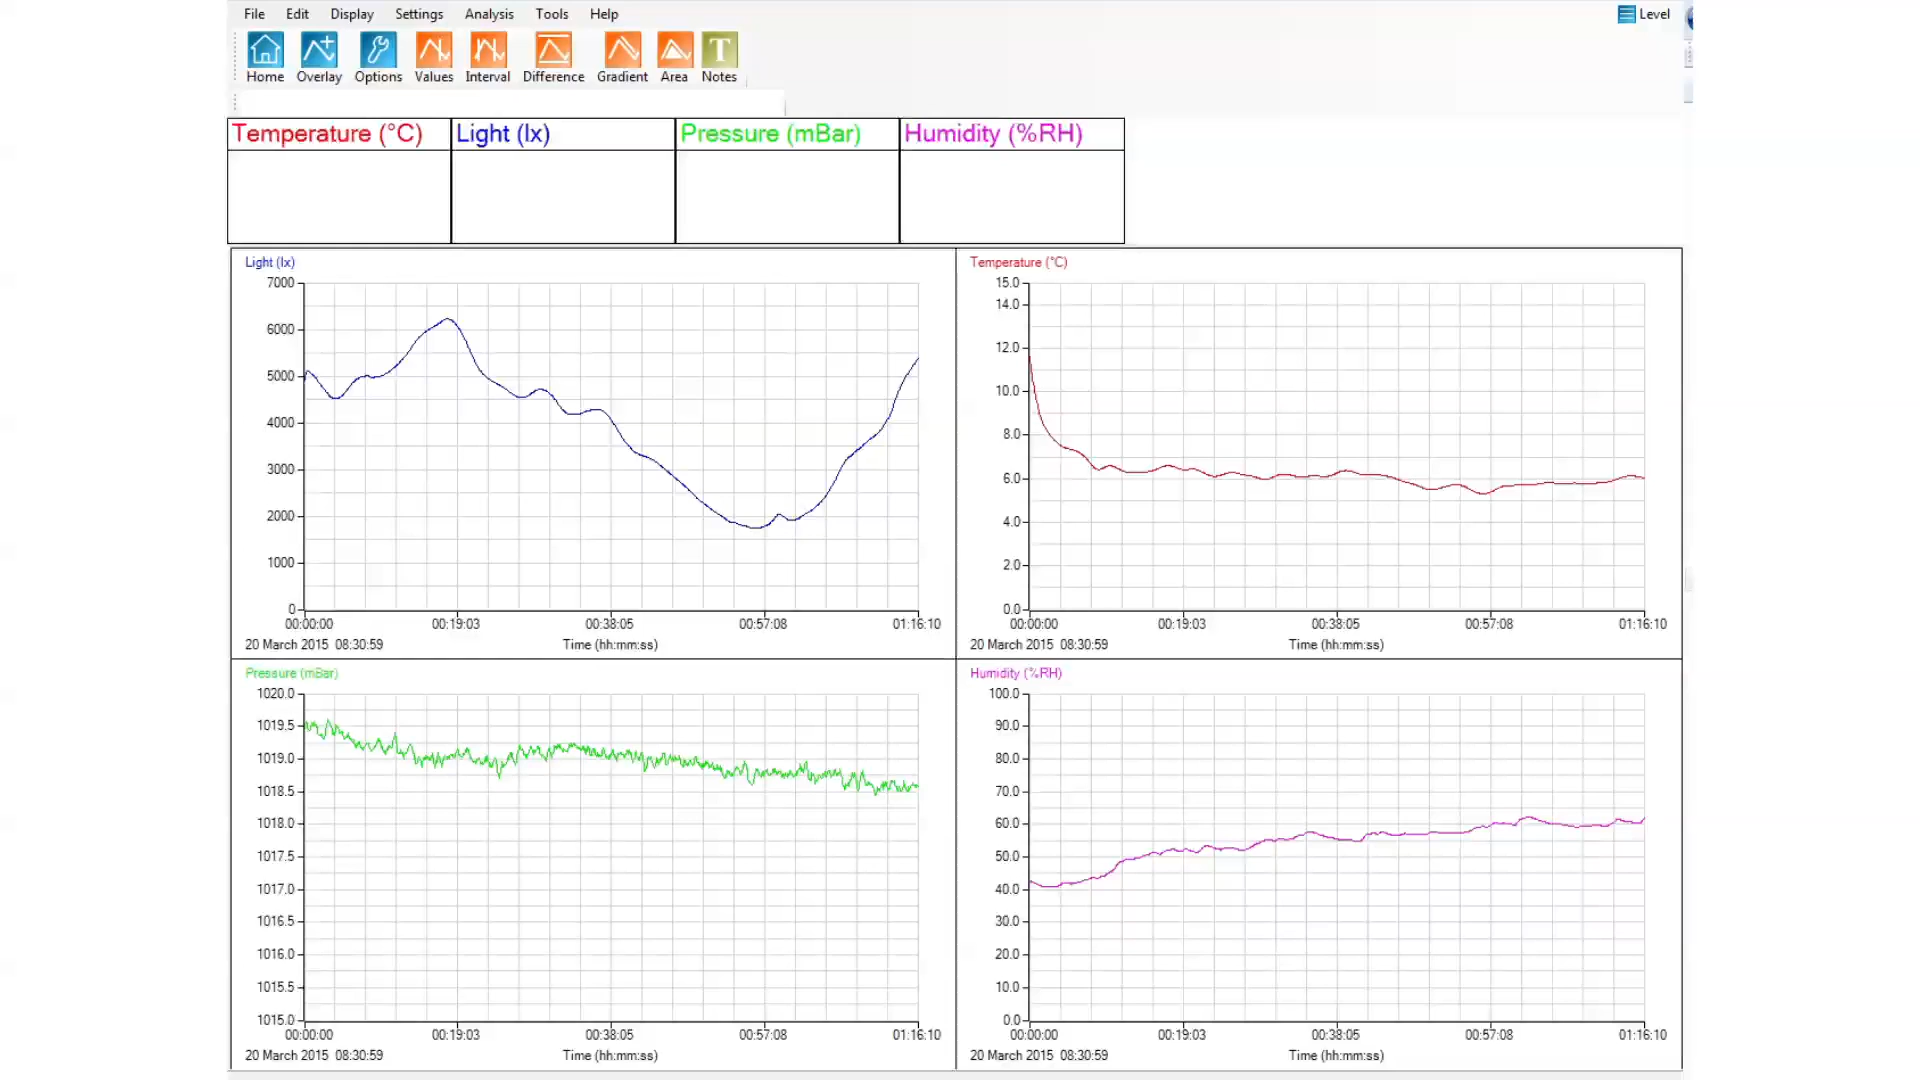 File Edit Display Settings Analysis Tools Help
Level
Home Overlay Options Values Interval Difference Gradient Area Notes
T
Temperature (°C) Light (lx) Pressure (mBar) Humidity (%RH)
Light (lx)
7000
6000
5000
4000
3000
2000
1000
0
00:00:00 00:19:03 00:38:05 00:57:08 01:16:10
20 March 2015 08:30:59 Time (hh:mm:ss)
Temperature (°C)
15.0
14.0
12.0
10.0
8.0
6.0
4.0
2.0
0.0
00:00:00 00:19:03 00:38:05 00:57:08 01:16:10
20 March 2015 08:30:59 Time (hh:mm:ss)
Pressure (mBar)
1020.0
1019.5
1019.0
1018.5
1018.0
1017.5
1017.0
1016.5
1016.0
1015.5
1015.0
00:00:00 00:19:03 00:38:05 00:57:08 01:16:10
20 March 2015 08:30:59 Time (hh:mm:ss)
Humidity (%RH)
100.0
90.0
80.0
70.0
60.0
50.0
40.0
30.0
20.0
10.0
0.0
00:00:00 00:19:03 00:38:05 00:57:08 01:16:10
20 March 2015 08:30:59 Time (hh:mm:ss)